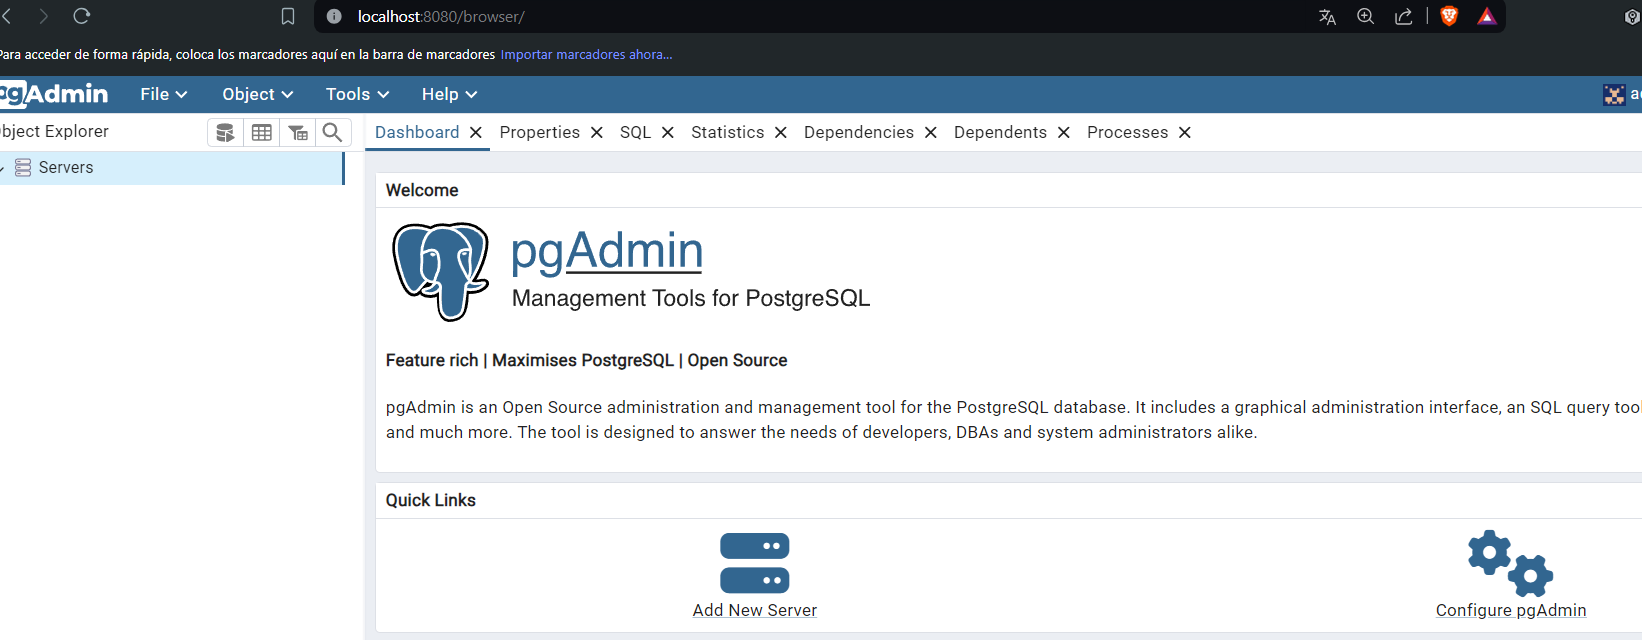 localhost:8080/browser/
Para acceder de forma rápida, coloca los marcadores aquí en la barra de marcadores Importar marcadores ahora...
pgAdmin File Object Tools Help
Object Explorer
Dashboard Properties SQL Statistics Dependencies Dependents Processes
Servers
Welcome
pgAdmin
Management Tools for PostgreSQL
Feature rich | Maximises PostgreSQL | Open Source
pgAdmin is an Open Source administration and management tool for the PostgreSQL database. It includes a graphical administration interface, an SQL query tool
and much more. The tool is designed to answer the needs of developers, DBAs and system administrators alike.
Quick Links
Add New Server
Configure pgAdmin